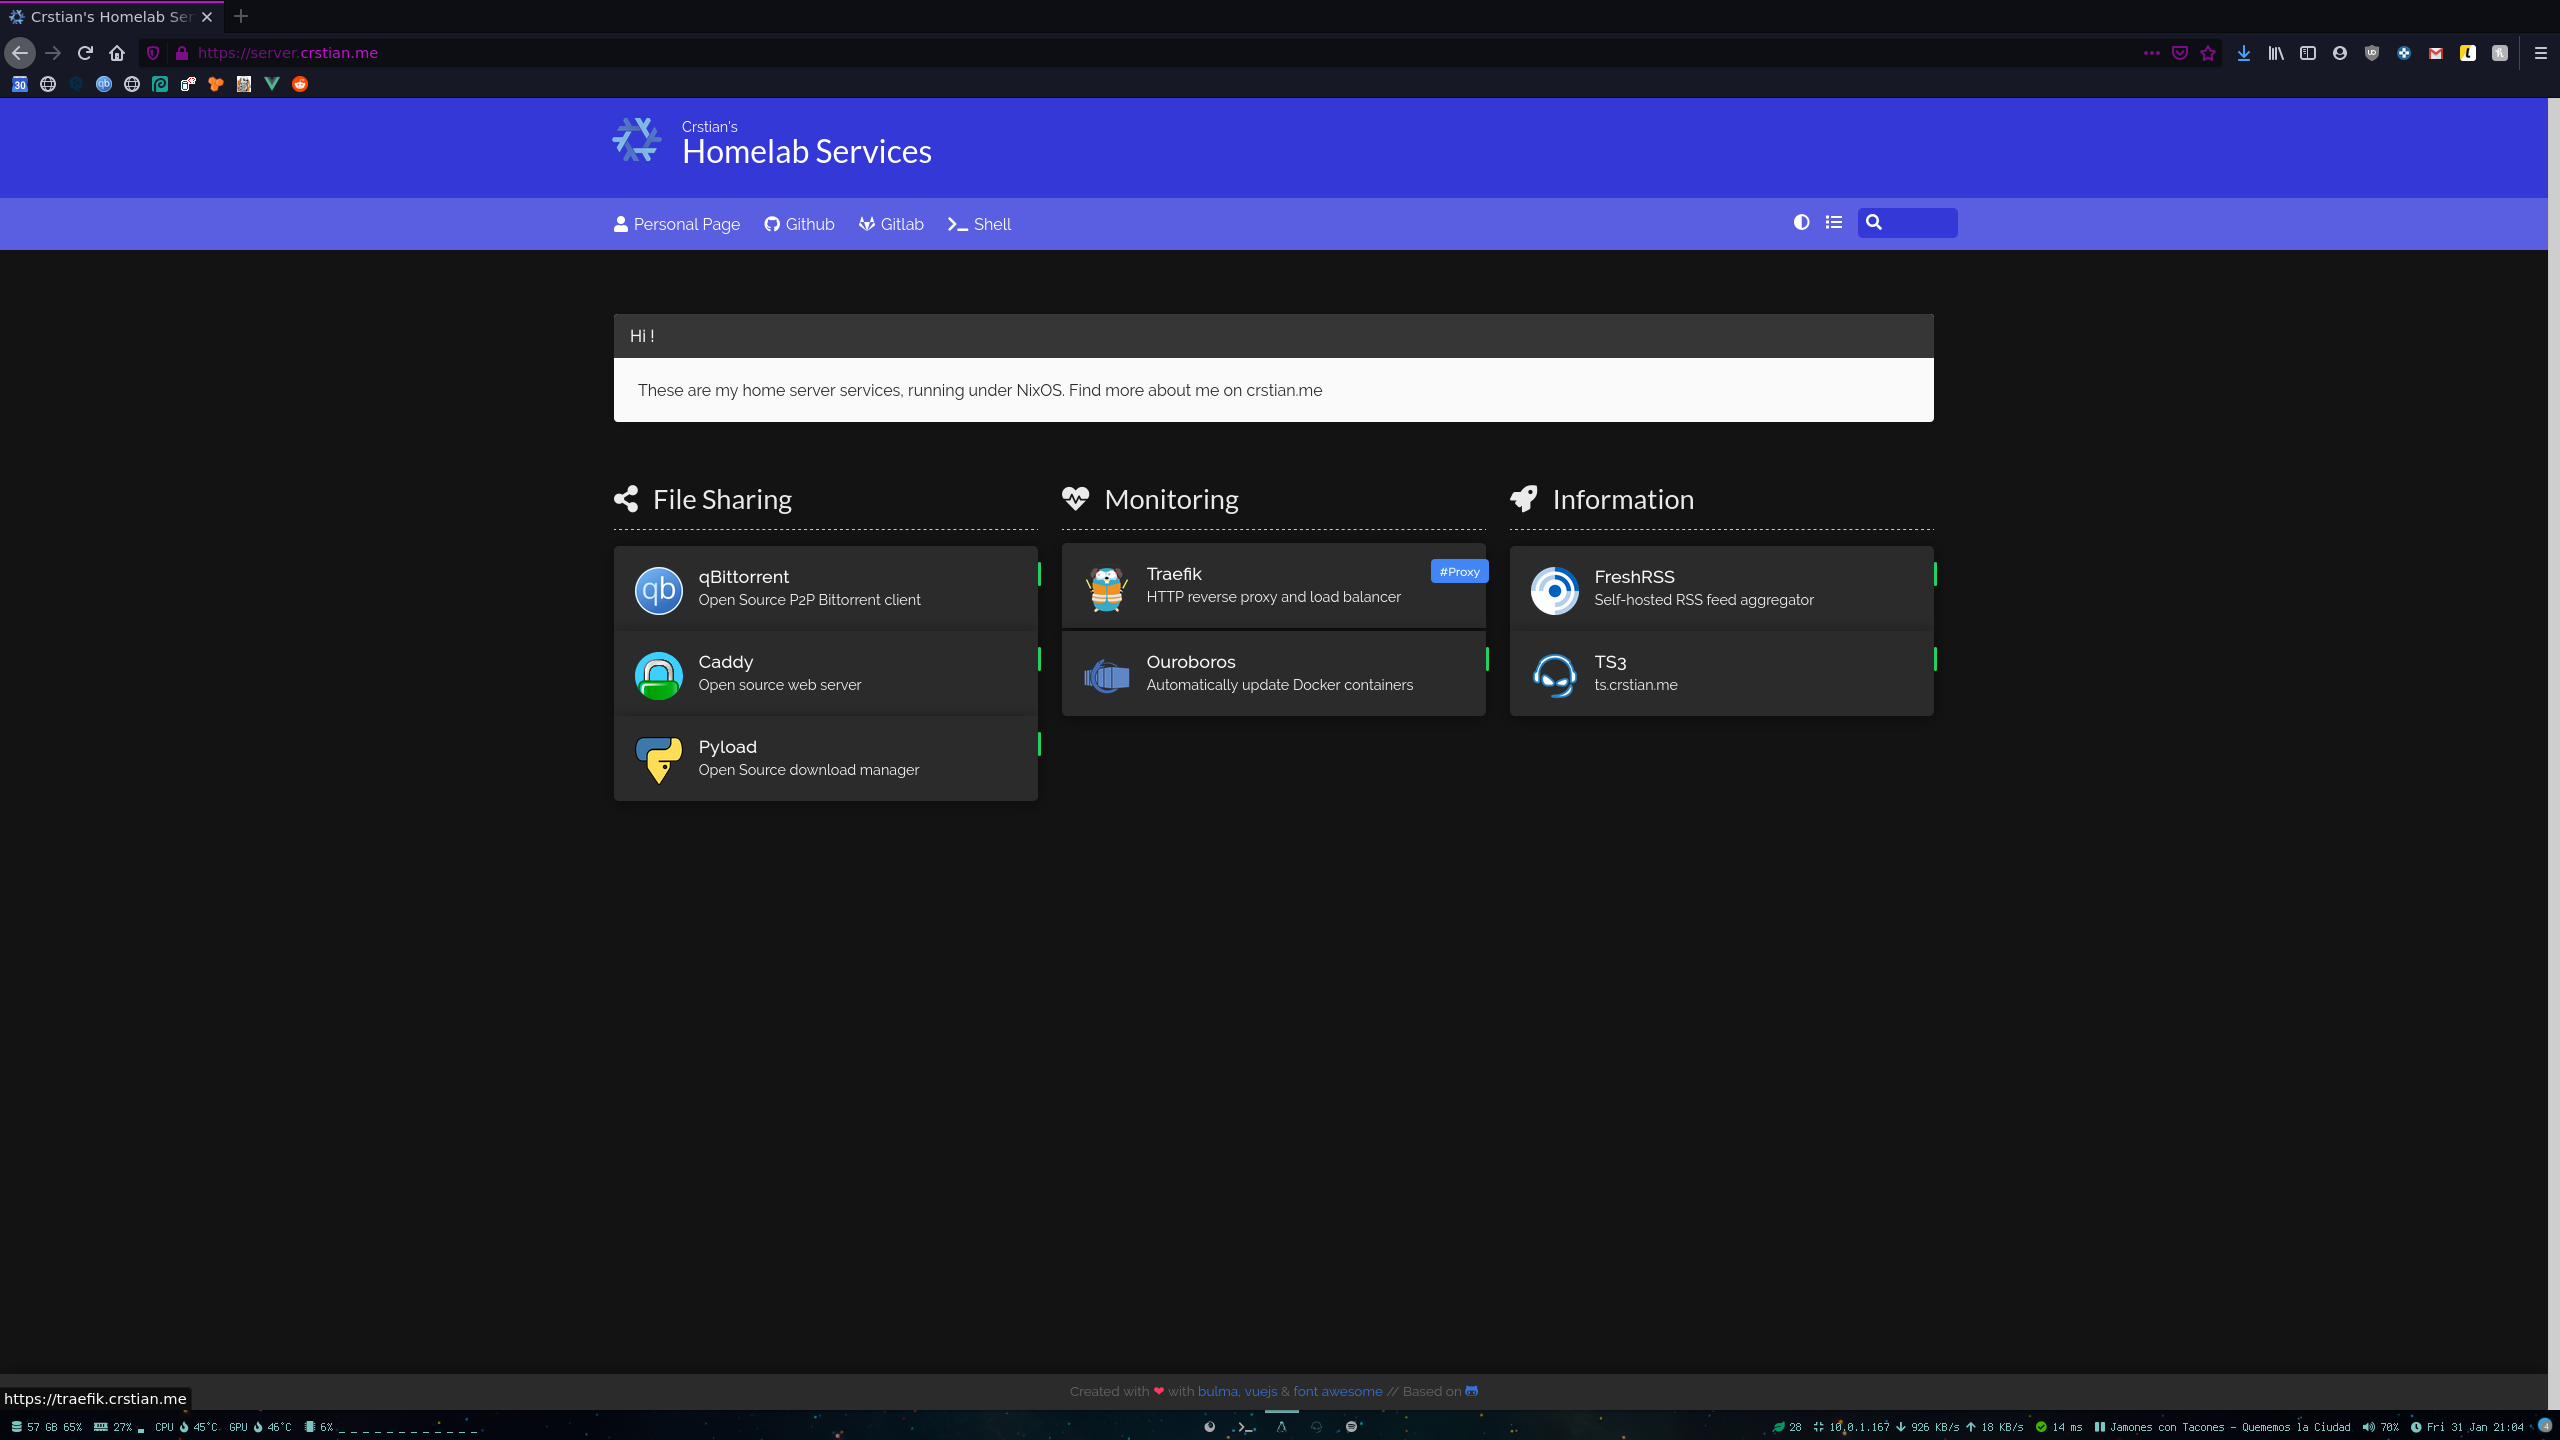 Crstian's Homelab Ser
https://server.crstian.me
30
qb
Crstian's
Homelab Services
Personal Page
Github
Gitlab
Shell
Hi !
These are my home server services, running under NixOS. Find more about me on crstian.me
File Sharing
qb
qBittorrent
Open Source P2P Bittorrent client
Caddy
Open source web server
Pyload
Open Source download manager
Monitoring
Traefik
HTTP reverse proxy and load balancer
#Proxy
Ouroboros
Automatically update Docker containers
Information
FreshRSS
Self-hosted RSS feed aggregator
TS3
ts.crstian.me
Created with ❤ with bulma, vuejs & font awesome // Based on
https://traefik.crstian.me
57 GB 65% 27% CPU 45°C GPU 46°C 6%
28 10.0.1.167 926 KB/s 18 KB/s 14 ms Jamones con Tacones - Quememos la Ciudad 70% Fri 31 Jan 21:04